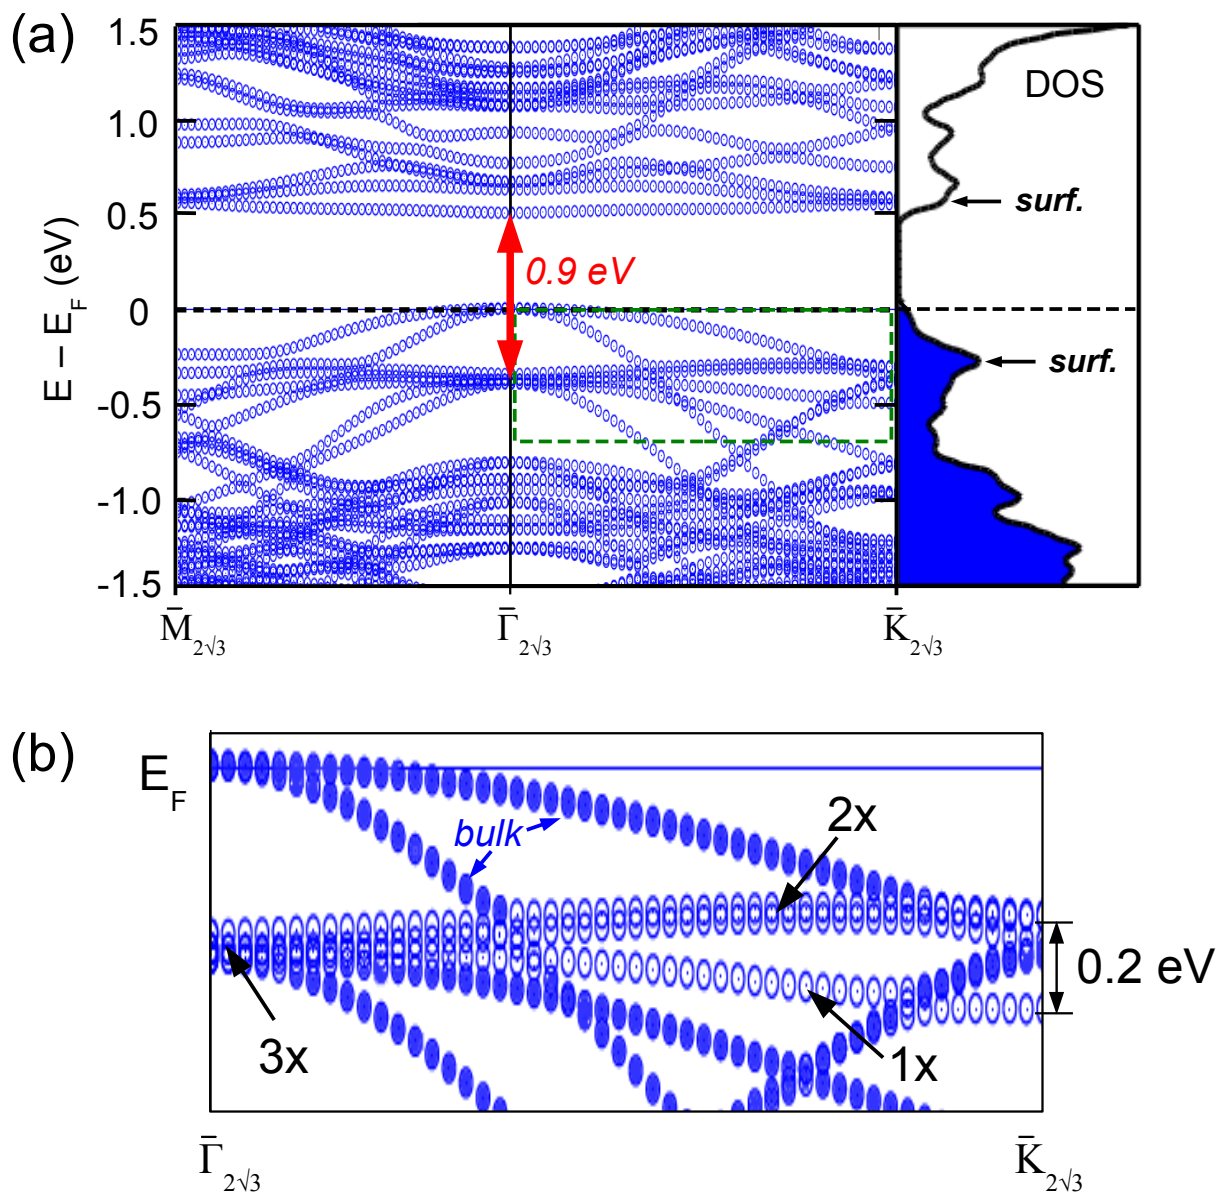 (a)
1.5
1.0
0.5
0
-0.5
-1.0
-1.5
E − E_F (eV)
DOS
surf.
0.9 eV
surf.
M̄_2√3
Γ̄_2√3
K̄_2√3
(b)
E_F
bulk
2x
0.2 eV
3x
1x
Γ̄_2√3
K̄_2√3